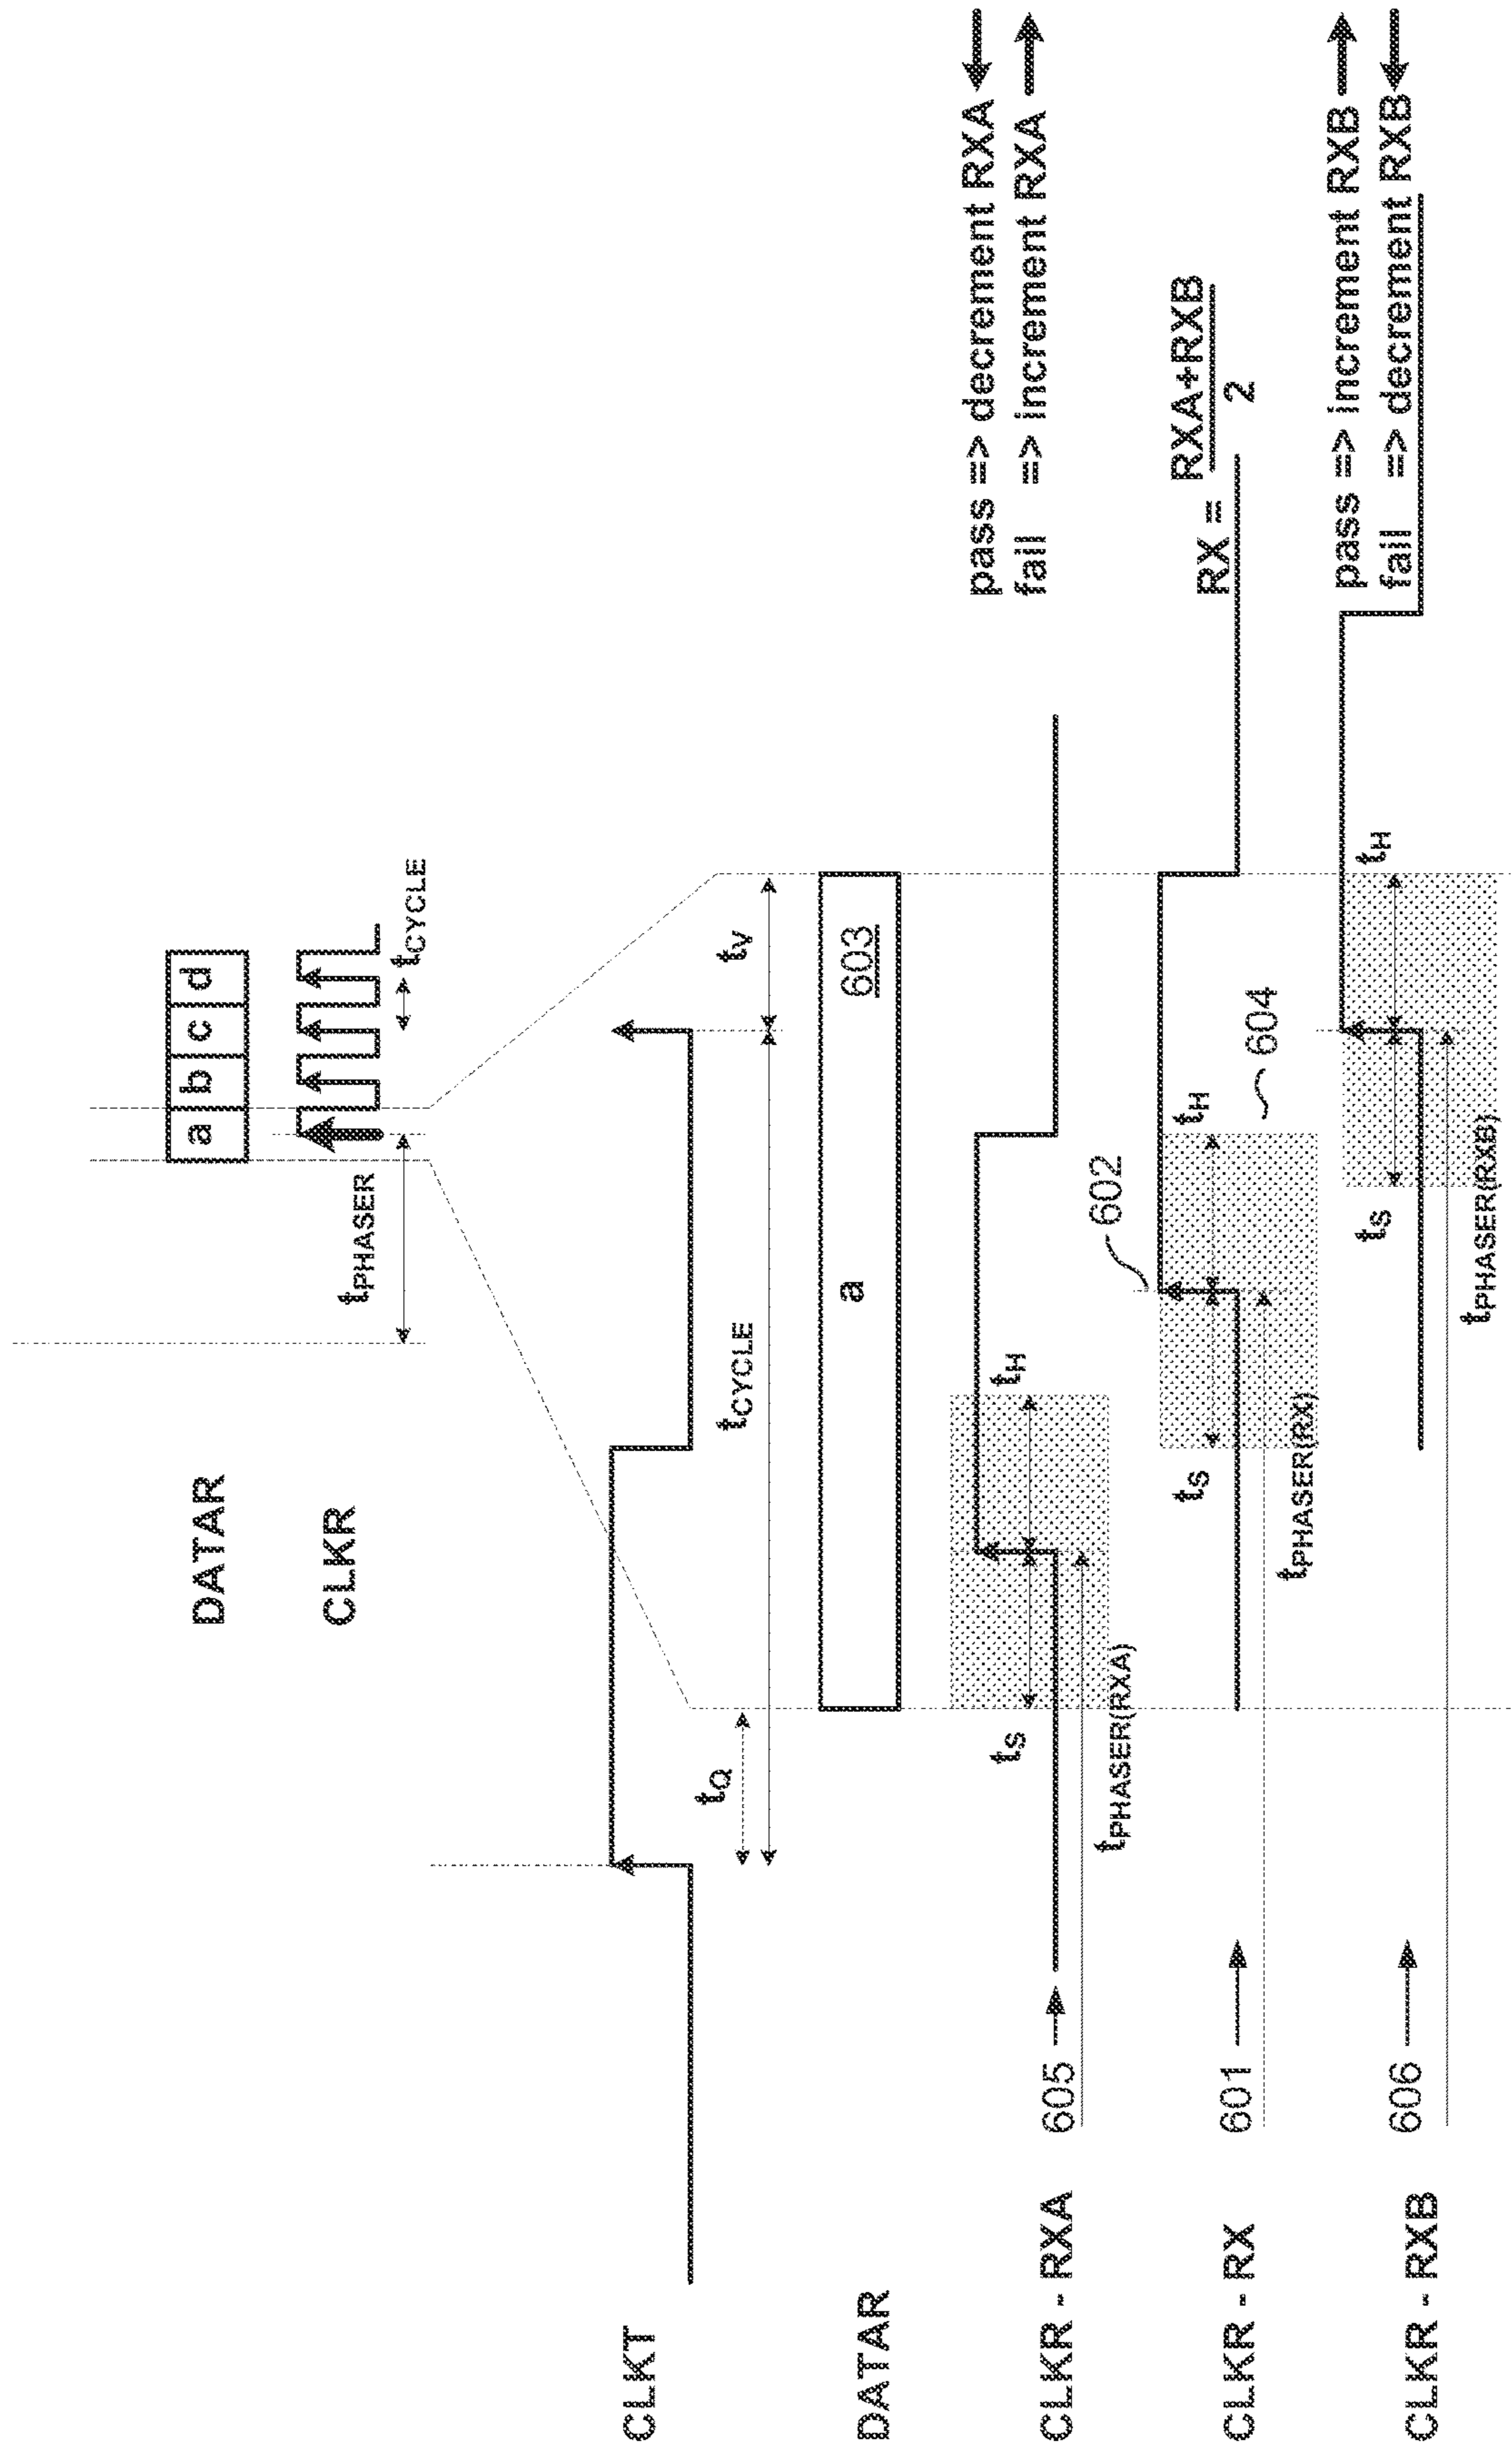 DATAR
a b c d
CLKR
tPHASER
tCYCLE
CLKT
tQ
tCYCLE
tV
DATAR
a
603
pass => decrement RXA
fail => increment RXA
CLKR - RXA
605
tS
tH
tPHASER(RXA)
602
RX = RXA+RXB
2
CLKR - RX
601
tS
tH
604
tPHASER(RX)
pass => increment RXB
fail => decrement RXB
CLKR - RXB
606
tS
tH
tPHASER(RXB)